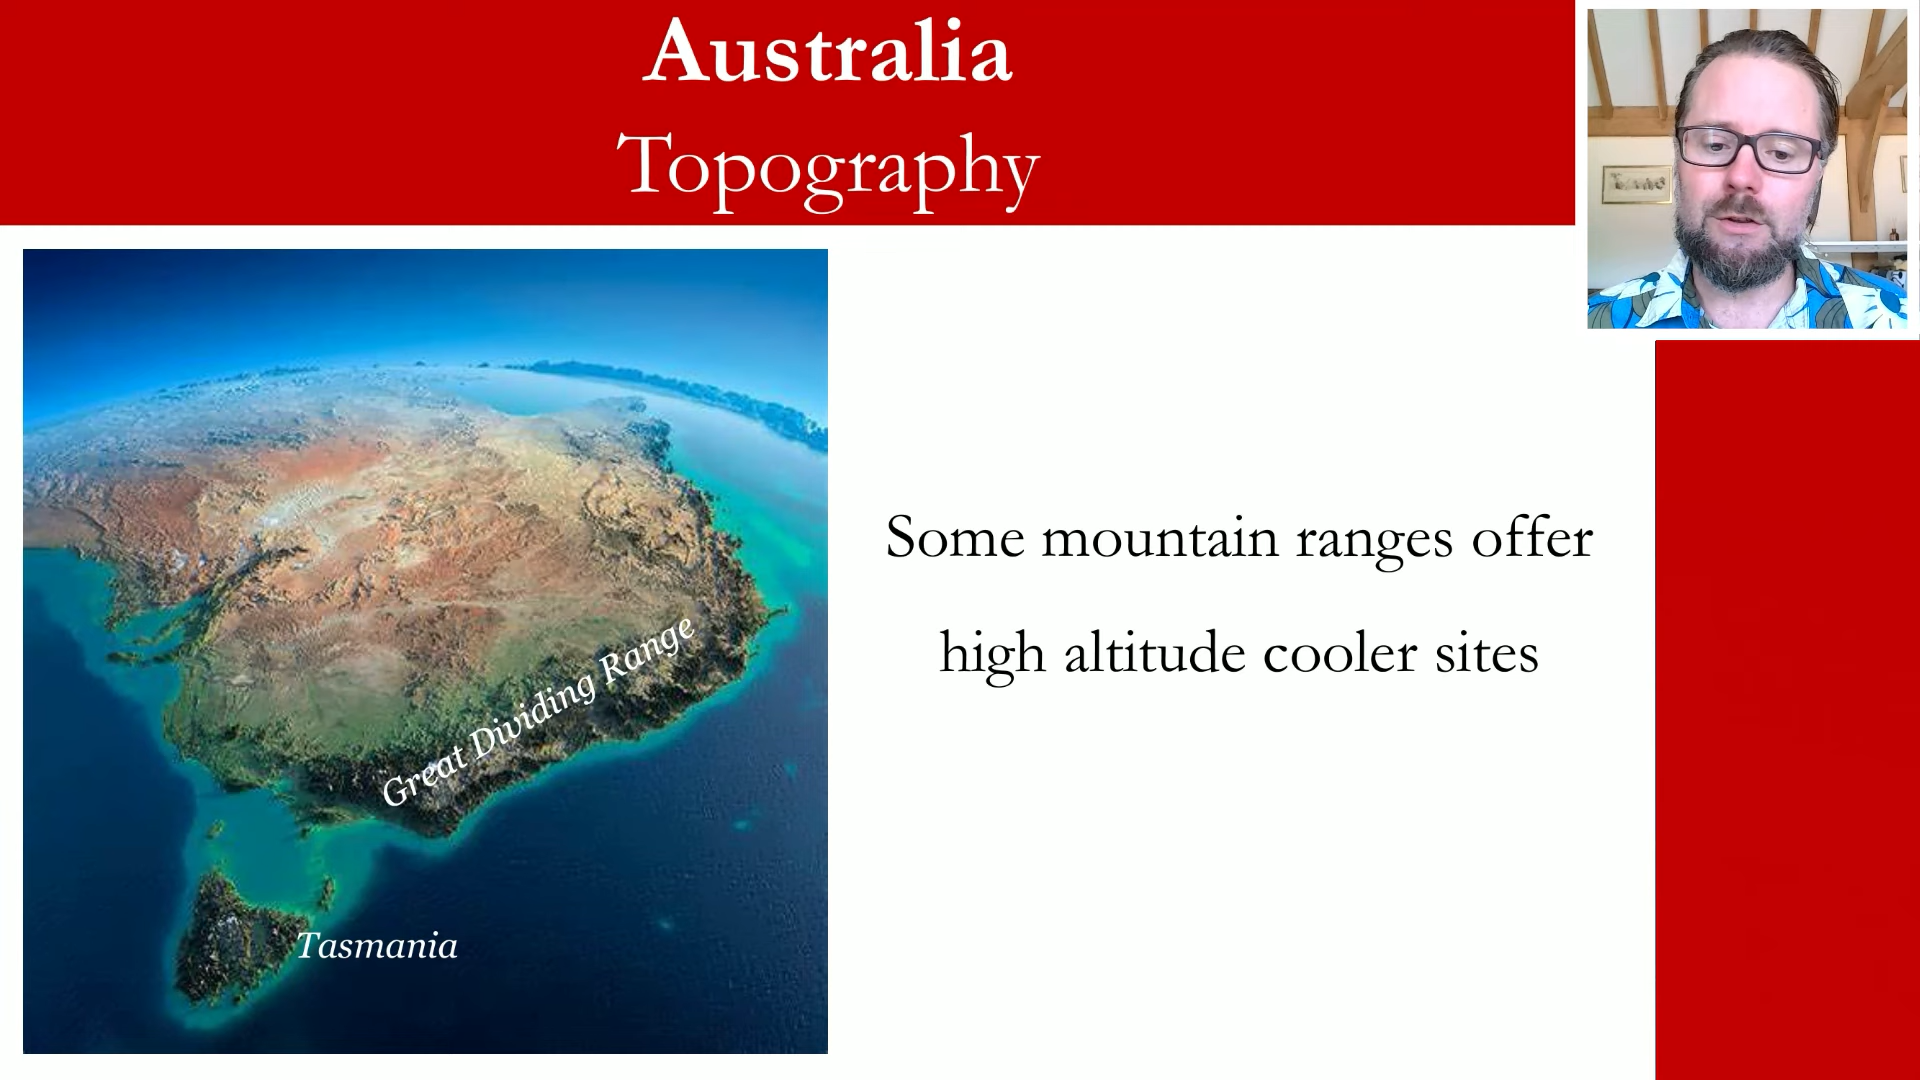 Australia
Topography
Some mountain ranges offer
high altitude cooler sites
Great Dividing Range
Tasmania